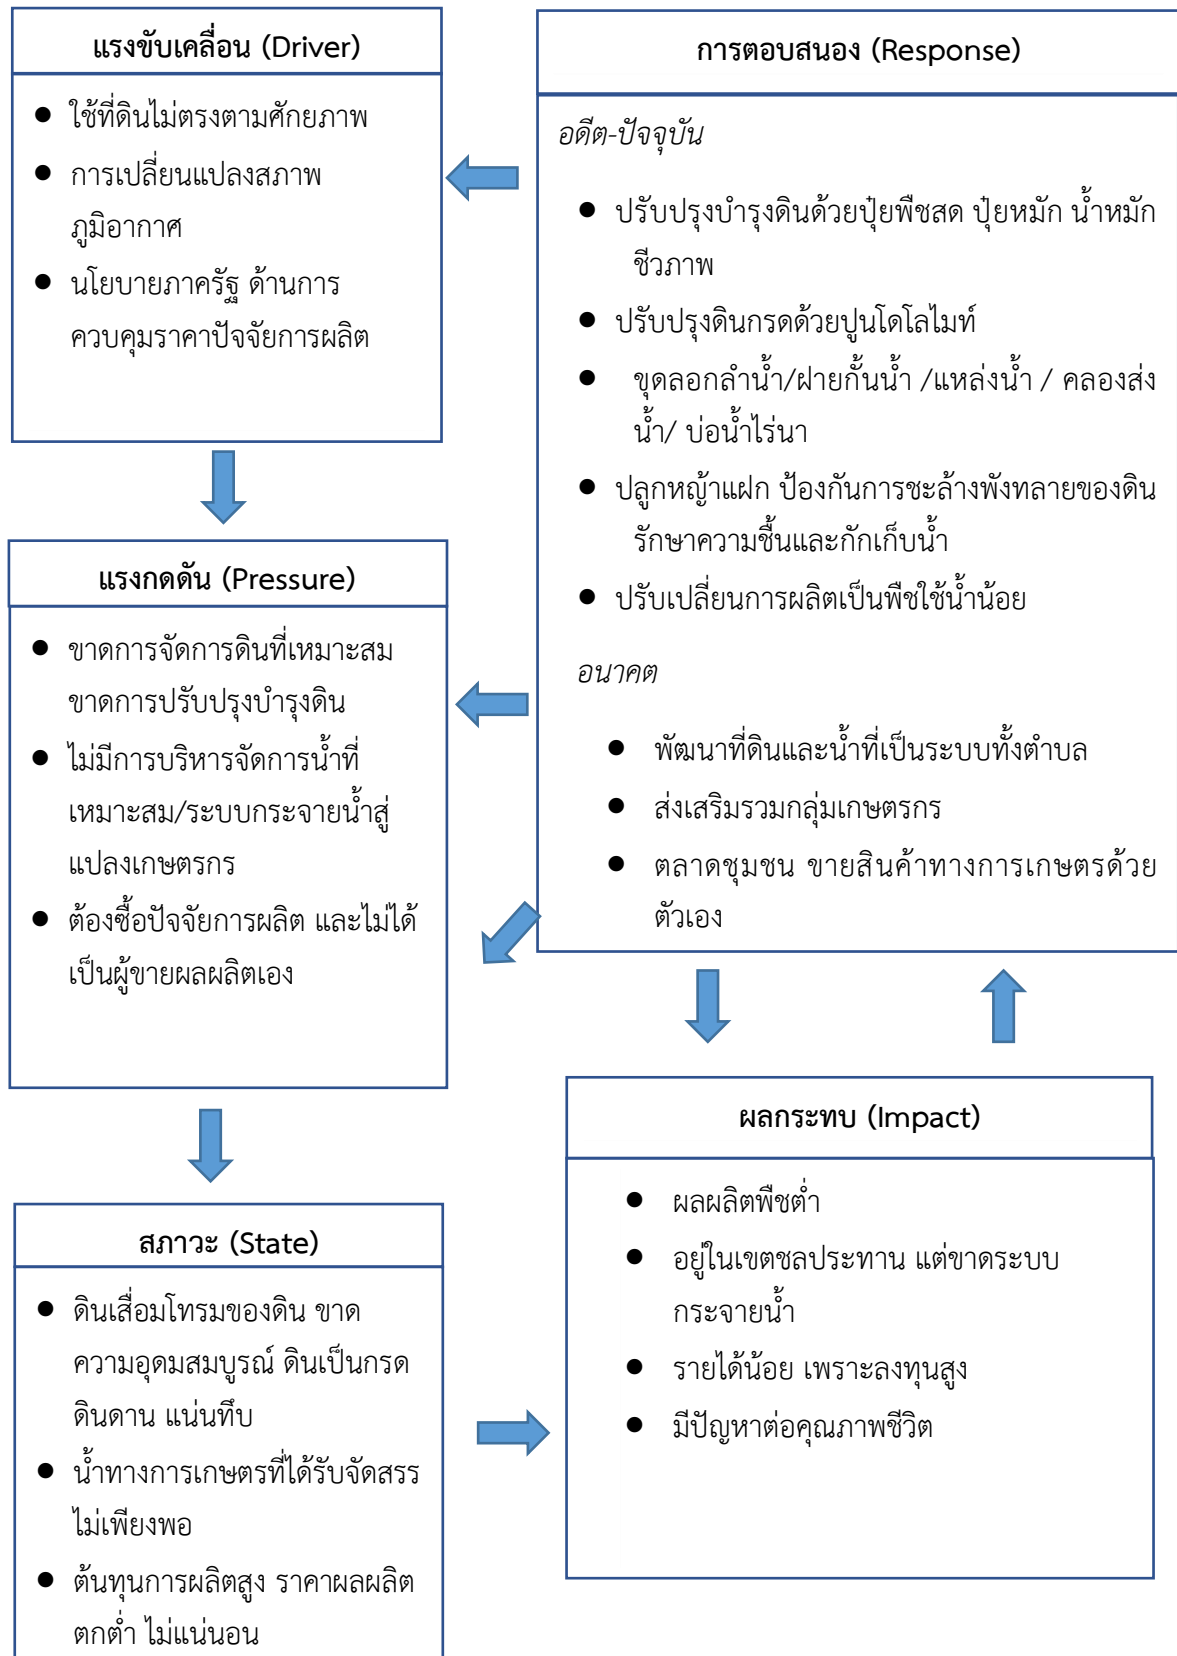 แรงขับเคลื่อน (Driver)
● ใช้ที่ดินไม่ตรงตามศักยภาพ
● การเปลี่ยนแปลงสภาพ
ภูมิอากาศ
● นโยบายภาครัฐ ด้านการ
ควบคุมราคาปัจจัยการผลิต
แรงกดดัน (Pressure)
● ขาดการจัดการดินที่เหมาะสม
ขาดการปรับปรุงบำรุงดิน
● ไม่มีการบริหารจัดการน้ำที่
เหมาะสม/ระบบกระจายน้ำสู่
แปลงเกษตรกร
● ต้องซื้อปัจจัยการผลิต และไม่ได้
เป็นผู้ขายผลผลิตเอง
สภาวะ (State)
● ดินเสื่อมโทรมของดิน ขาด
ความอุดมสมบูรณ์ ดินเป็นกรด
ดินดาน แน่นทึบ
● น้ำทางการเกษตรที่ได้รับจัดสรร
ไม่เพียงพอ
● ต้นทุนการผลิตสูง ราคาผลผลิต
ตกต่ำ ไม่แน่นอน
การตอบสนอง (Response)
อดีต-ปัจจุบัน
● ปรับปรุงบำรุงดินด้วยปุ๋ยพืชสด ปุ๋ยหมัก น้ำหมัก
ชีวภาพ
● ปรับปรุงดินกรดด้วยปูนโดโลไมท์
● ขุดลอกลำน้ำ/ฝายกั้นน้ำ /แหล่งน้ำ / คลองส่ง
น้ำ/ บ่อน้ำไร่นา
● ปลูกหญ้าแฝก ป้องกันการชะล้างพังทลายของดิน
รักษาความชื้นและกักเก็บน้ำ
● ปรับเปลี่ยนการผลิตเป็นพืชใช้น้ำน้อย
อนาคต
● พัฒนาที่ดินและน้ำที่เป็นระบบทั้งตำบล
● ส่งเสริมรวมกลุ่มเกษตรกร
● ตลาดชุมชน ขายสินค้าทางการเกษตรด้วย
ตัวเอง
ผลกระทบ (Impact)
● ผลผลิตพืชต่ำ
● อยู่ในเขตชลประทาน แต่ขาดระบบ
กระจายน้ำ
● รายได้น้อย เพราะลงทุนสูง
● มีปัญหาต่อคุณภาพชีวิต